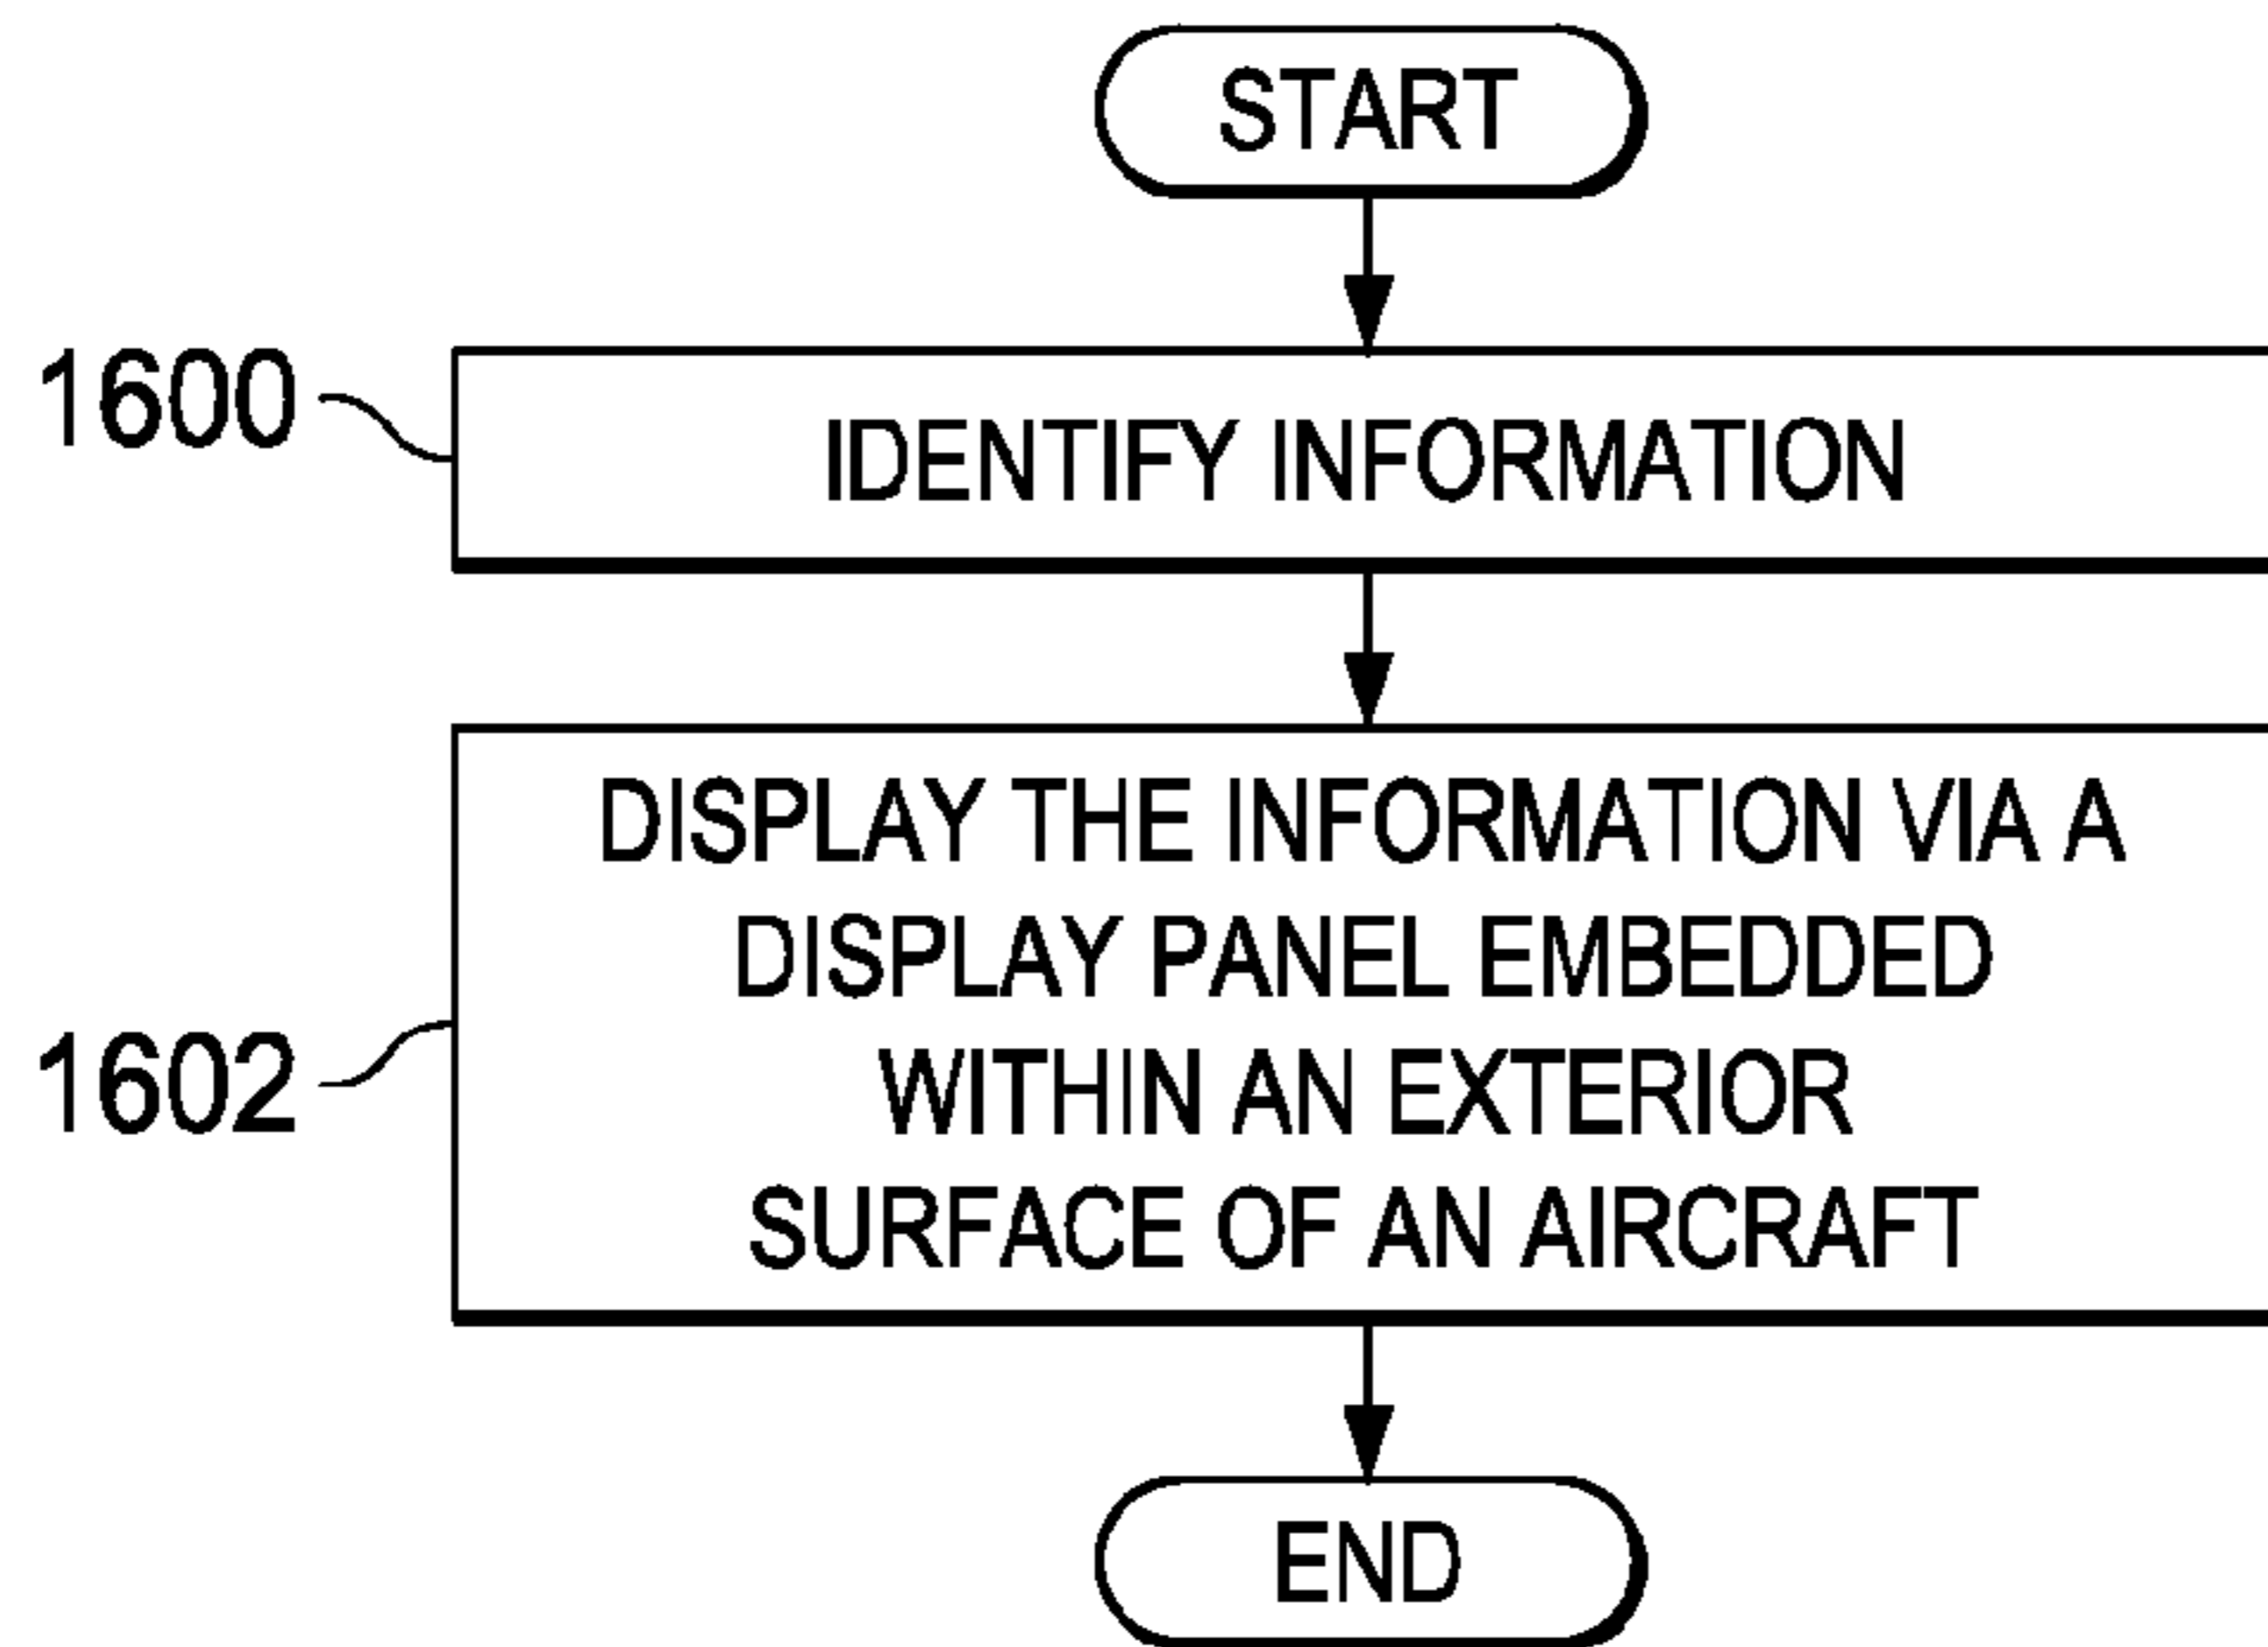 START
1600
IDENTIFY INFORMATION
DISPLAY THE INFORMATION VIA A
DISPLAY PANEL EMBEDDED
1602
WITHIN AN EXTERIOR
SURFACE OF AN AIRCRAFT
END